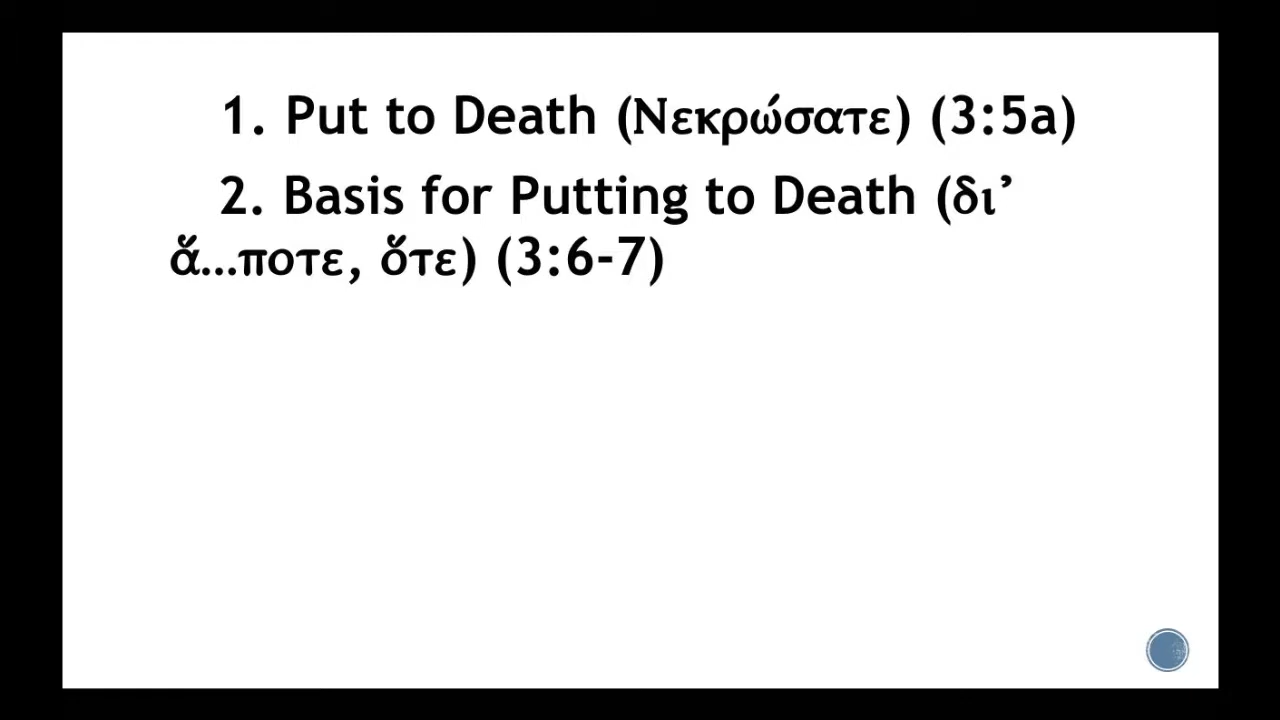 1. Put to Death (Νεκρώσατε) (3:5a)
2. Basis for Putting to Death (δι’
ἅ…ποτε, ὅτε) (3:6-7)